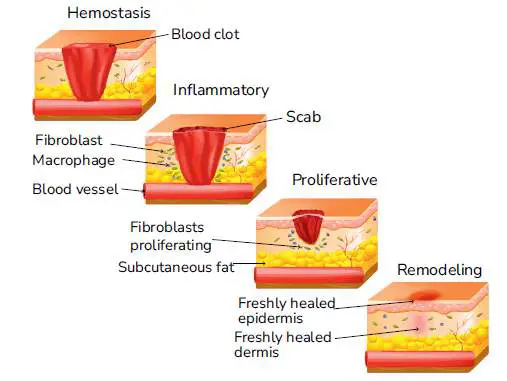 Hemostasis
Blood clot
Inflammatory
Scab
Fibroblast
Macrophage
Blood vessel
Proliferative
Fibroblasts
proliferating
Subcutaneous fat
Remodeling
Freshly healed
epidermis
Freshly healed
dermis